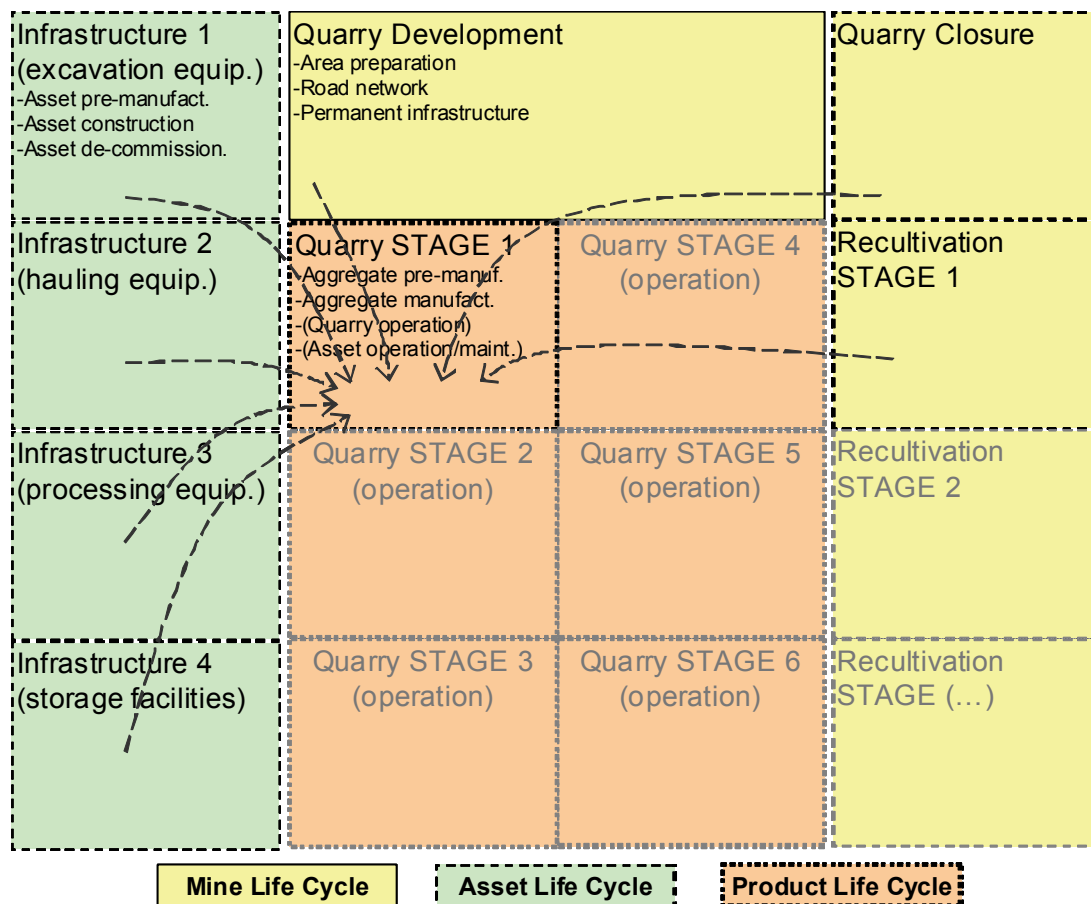 Infrastructure 1
(excavation equip.)
-Asset pre-manufact.
-Asset construction
-Asset de-commission.
Quarry Development
-Area preparation
-Road network
-Permanent infrastructure
Quarry Closure
Infrastructure 2
(hauling equip.)
Quarry STAGE 1
-Aggregate pre-manuf.
-Aggregate manufact.
-(Quarry operation)
-(Asset operation/maint.)
Quarry STAGE 4
(operation)
Recultivation
STAGE 1
Infrastructure 3
(processing equip.)
Quarry STAGE 2
(operation)
Quarry STAGE 5
(operation)
Recultivation
STAGE 2
Infrastructure 4
(storage facilities)
Quarry STAGE 3
(operation)
Quarry STAGE 6
(operation)
Recultivation
STAGE (…)
Mine Life Cycle
Asset Life Cycle
Product Life Cycle